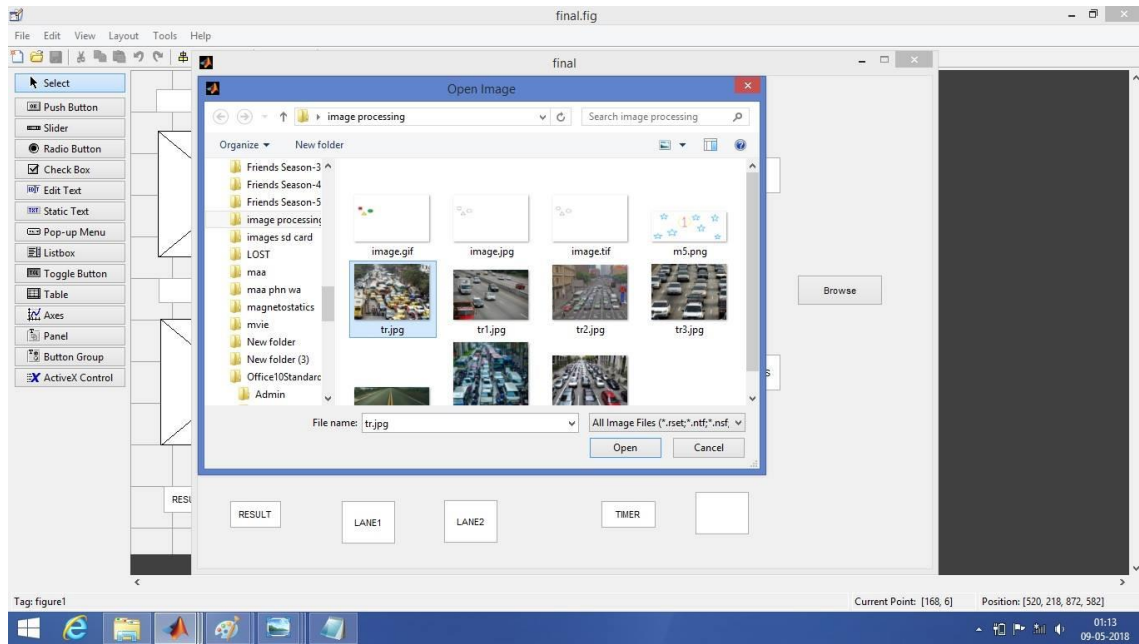 final.fig
File Edit View Layout Tools Help
final
Select
Push Button
Slider
Radio Button
Check Box
Edit Text
Static Text
Pop-up Menu
Listbox
Toggle Button
Table
Axes
Panel
Button Group
ActiveX Control
Open Image
image processing
Search image processing
Organize
New folder
Friends Season-3
Friends Season-4
Friends Season-5
image processing
images sd card
LOST
maa
maa phn wa
magnetostatics
mvie
New folder
New folder (3)
Office10Standard
Admin
image.gif image.jpg image.tif m5.png
tr.jpg tr1.jpg tr2.jpg tr3.jpg
File name: tr.jpg
All Image Files (*.rset;*.ntf;*.nsf;
Open Cancel
Browse
S
RESU
RESULT
LANE1
LANE2
TIMER
Tag: figure1
Current Point: [168, 6]
Position: [520, 218, 872, 582]
01:13
09-05-2018